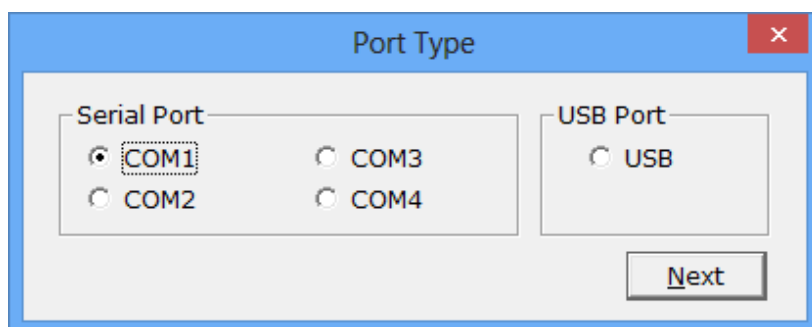 Port Type
Serial Port
COM1
COM3
COM2
COM4
USB Port
USB
Next